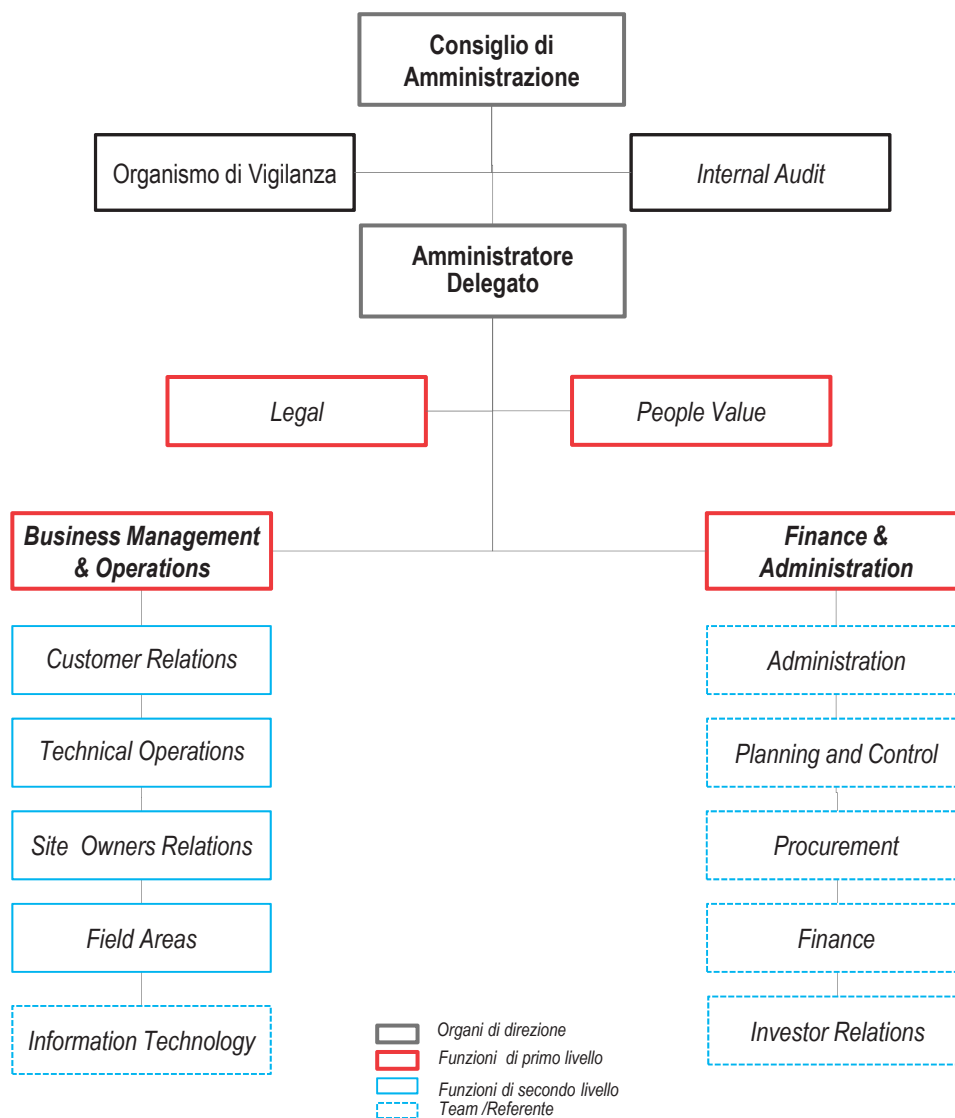 Consiglio di
Amministrazione
Organismo di Vigilanza
Internal Audit
Amministratore
Delegato
Legal
People Value
Business Management
& Operations
Finance &
Administration
Customer Relations
Administration
Technical Operations
Planning and Control
Site Owners Relations
Procurement
Field Areas
Finance
Information Technology
Investor Relations
Organi di direzione
Funzioni di primo livello
Funzioni di secondo livello
Team /Referente